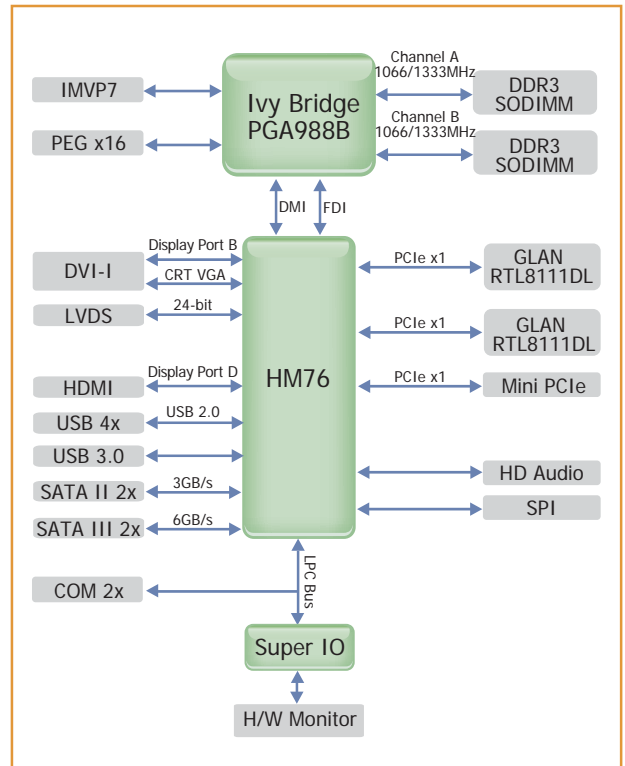 IMVP7
PEG x16
Ivy Bridge
PGA988B
Channel A
1066/1333MHz
DDR3
SODIMM
Channel B
1066/1333MHz
DDR3
SODIMM
DMI
FDI
DVI-I
Display Port B
CRT VGA
LVDS
24-bit
HDMI
Display Port D
USB 4x
USB 2.0
USB 3.0
SATA II 2x
3GB/s
SATA III 2x
6GB/s
HM76
PCIe x1
GLAN
RTL8111DL
PCIe x1
GLAN
RTL8111DL
PCIe x1
Mini PCIe
HD Audio
SPI
COM 2x
LPC Bus
Super IO
H/W Monitor